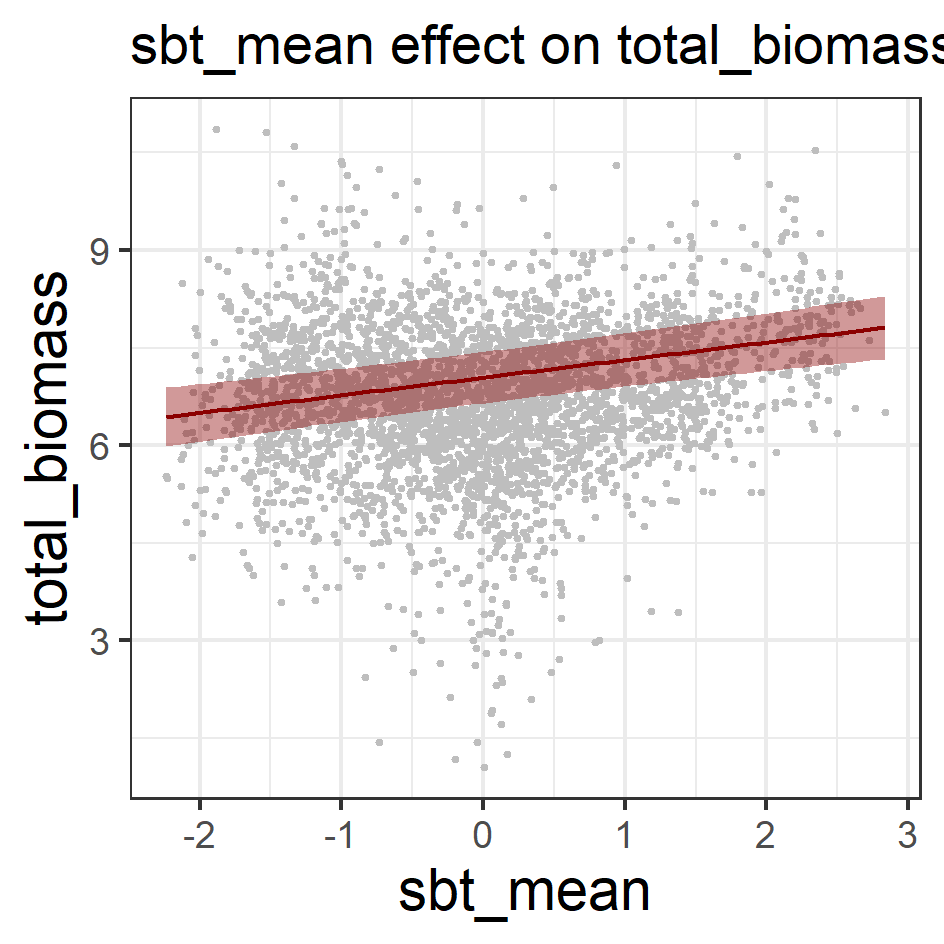 sbt_mean effect on total_biomass
9
6
3
total_biomass
-2 -1 0 1 2 3
sbt_mean